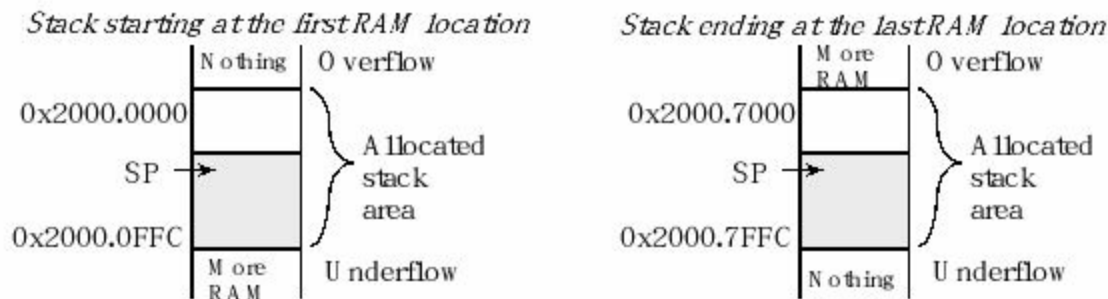 Stack starting at the first RAM location
Nothing
Overflow
0x2000.0000
SP
Allocated
stack
area
0x2000.0FFC
More
RAM
Underflow
Stack ending at the last RAM location
More
RAM
Overflow
0x2000.7000
SP
Allocated
stack
area
0x2000.7FFC
Nothing
Underflow